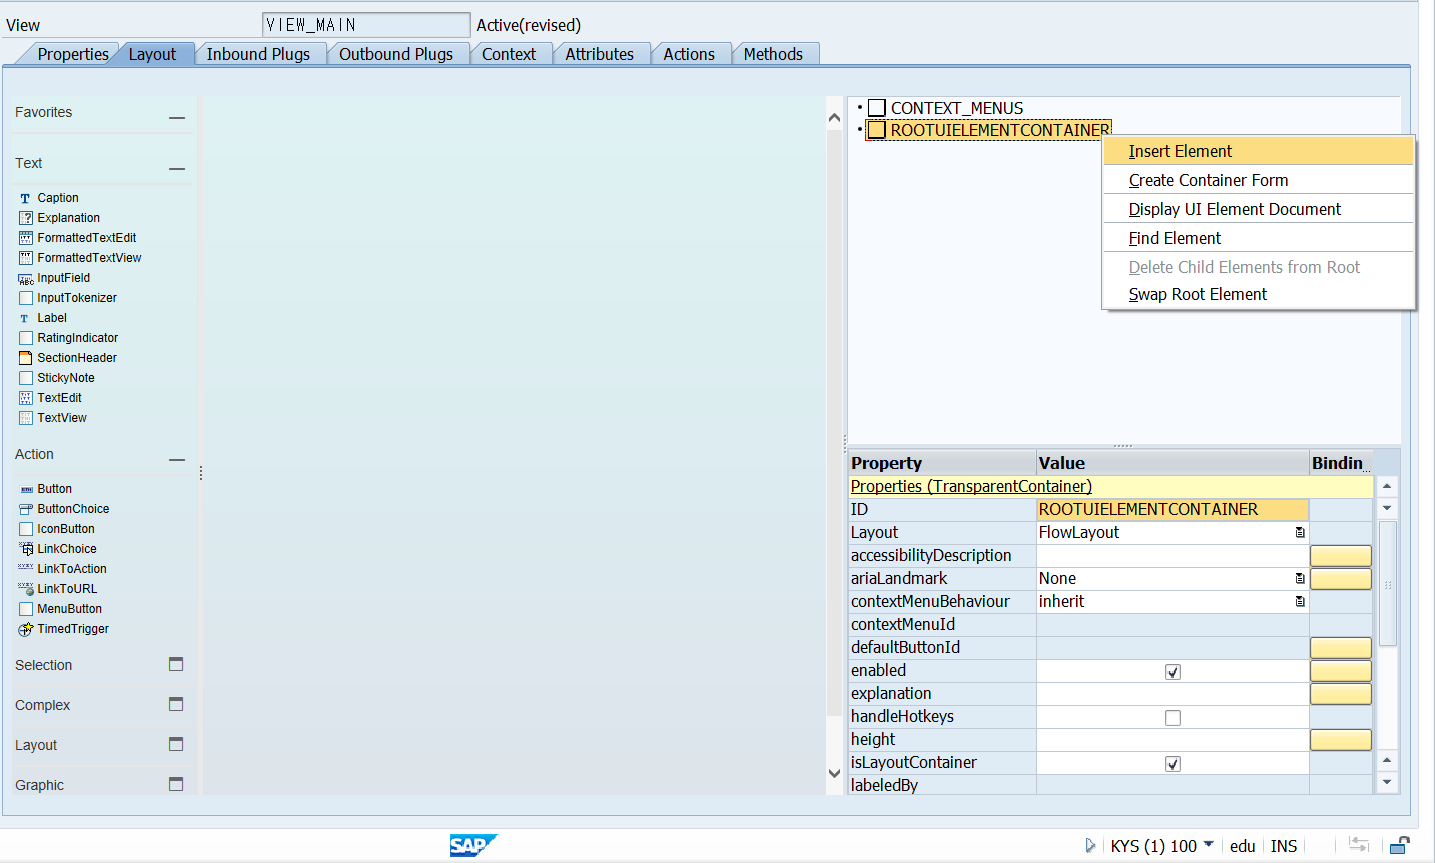 View VIEW_MAIN Active(revised)
Properties Layout Inbound Plugs Outbound Plugs Context Attributes Actions Methods
Favorites
Text
Caption
Explanation
FormattedTextEdit
FormattedTextView
InputField
InputTokenizer
Label
RatingIndicator
SectionHeader
StickyNote
TextEdit
TextView
Action
Button
ButtonChoice
IconButton
LinkChoice
LinkToAction
LinkToURL
MenuButton
TimedTrigger
Selection
Complex
Layout
Graphic
CONTEXT_MENUS
ROOTUIELEMENTCONTAINER
Insert Element
Create Container Form
Display UI Element Document
Find Element
Delete Child Elements from Root
Swap Root Element
Property Value Bindin...
Properties (TransparentContainer)
ID ROOTUIELEMENTCONTAINER
Layout FlowLayout
accessibilityDescription
ariaLandmark None
contextMenuBehaviour inherit
contextMenuId
defaultButtonId
enabled
explanation
handleHotkeys
height
isLayoutContainer
labeledBy
SAP KYS (1) 100 edu INS